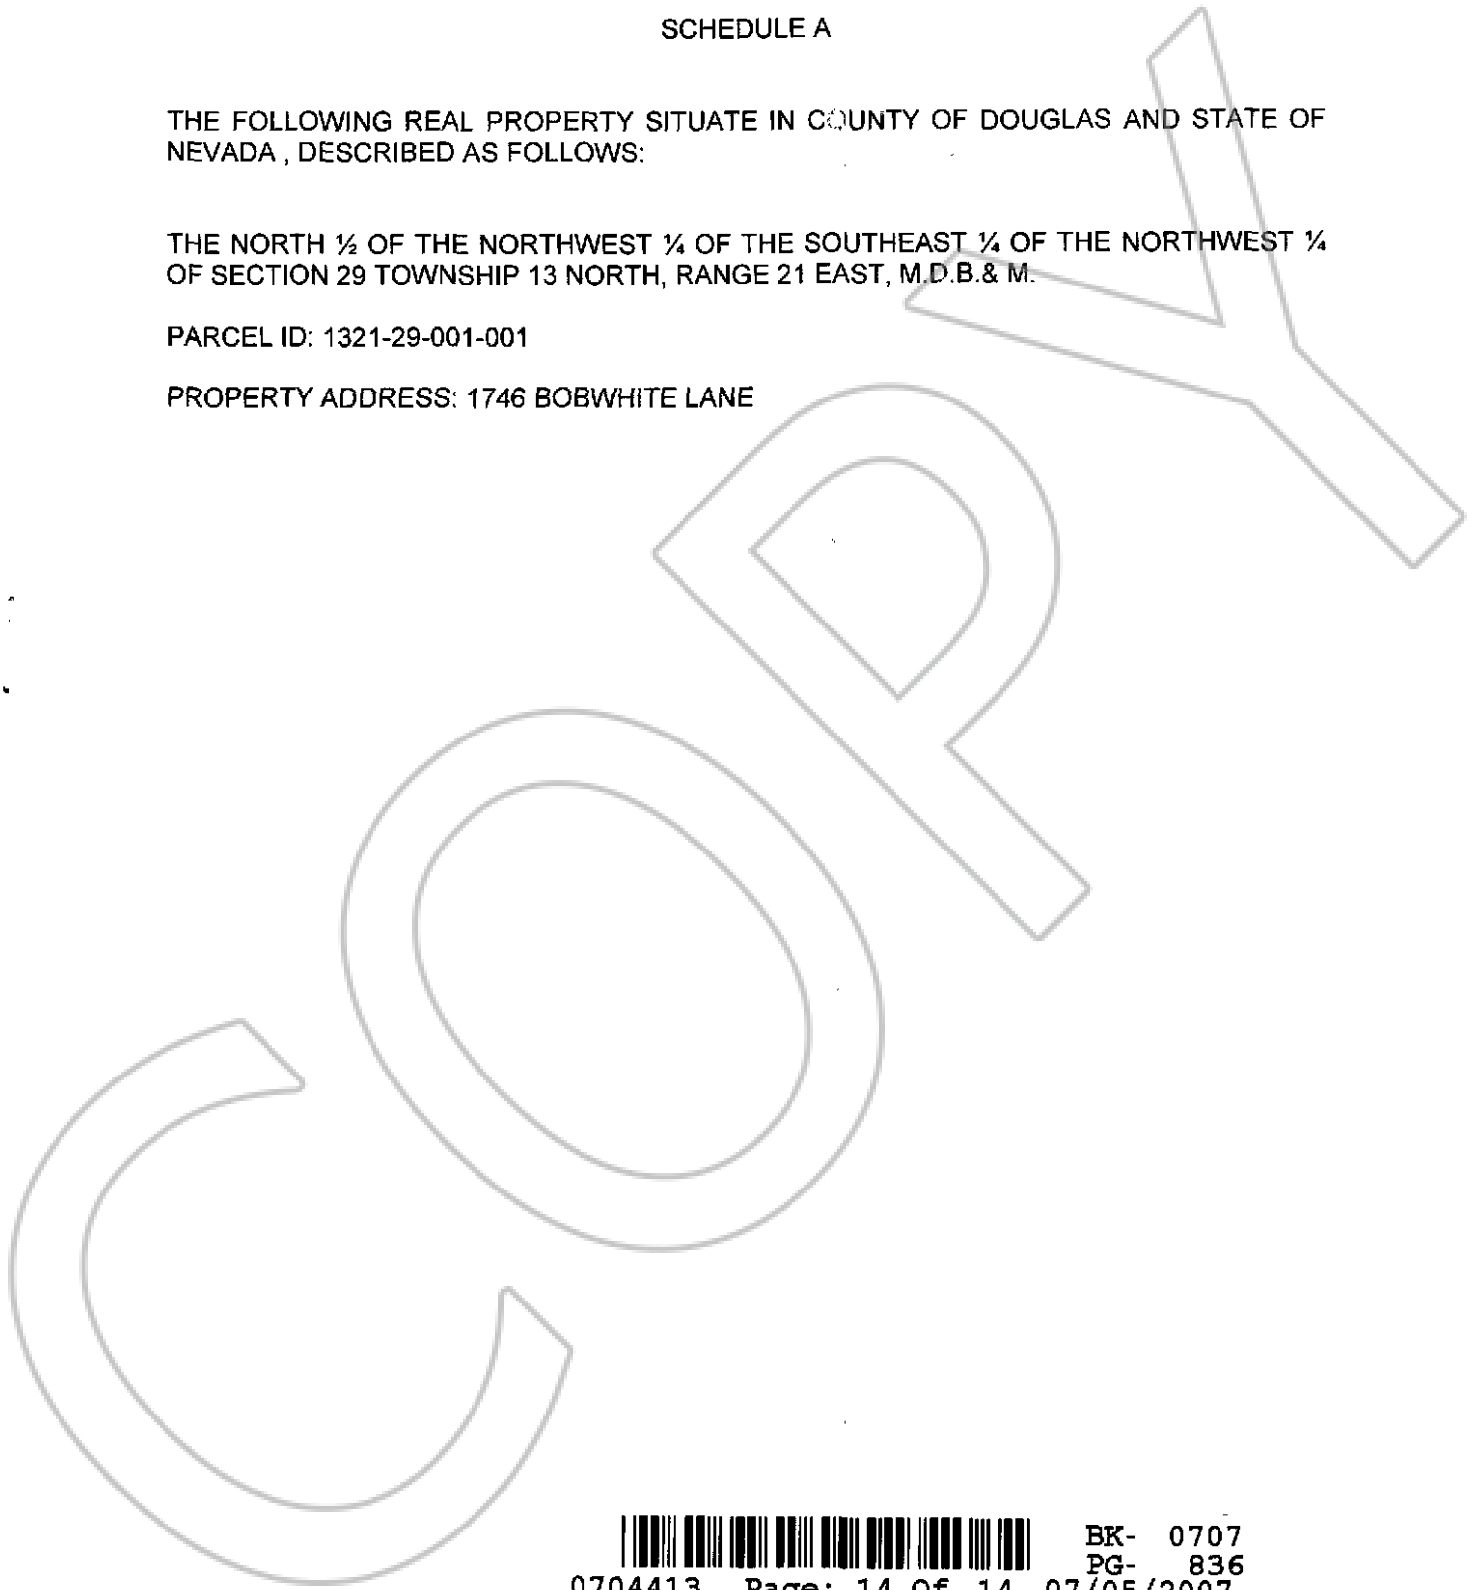 SCHEDULE A
THE FOLLOWING REAL PROPERTY SITUATE IN COUNTY OF DOUGLAS AND STATE OF
NEVADA , DESCRIBED AS FOLLOWS:
THE NORTH ½ OF THE NORTHWEST ¼ OF THE SOUTHEAST ¼ OF THE NORTHWEST ¼
OF SECTION 29 TOWNSHIP 13 NORTH, RANGE 21 EAST, M.D.B.& M.
PARCEL ID: 1321-29-001-001
PROPERTY ADDRESS: 1746 BOBWHITE LANE
COPY
BK- 0707
PG- 836
0704413 Page: 14 Of 14 07/05/2007